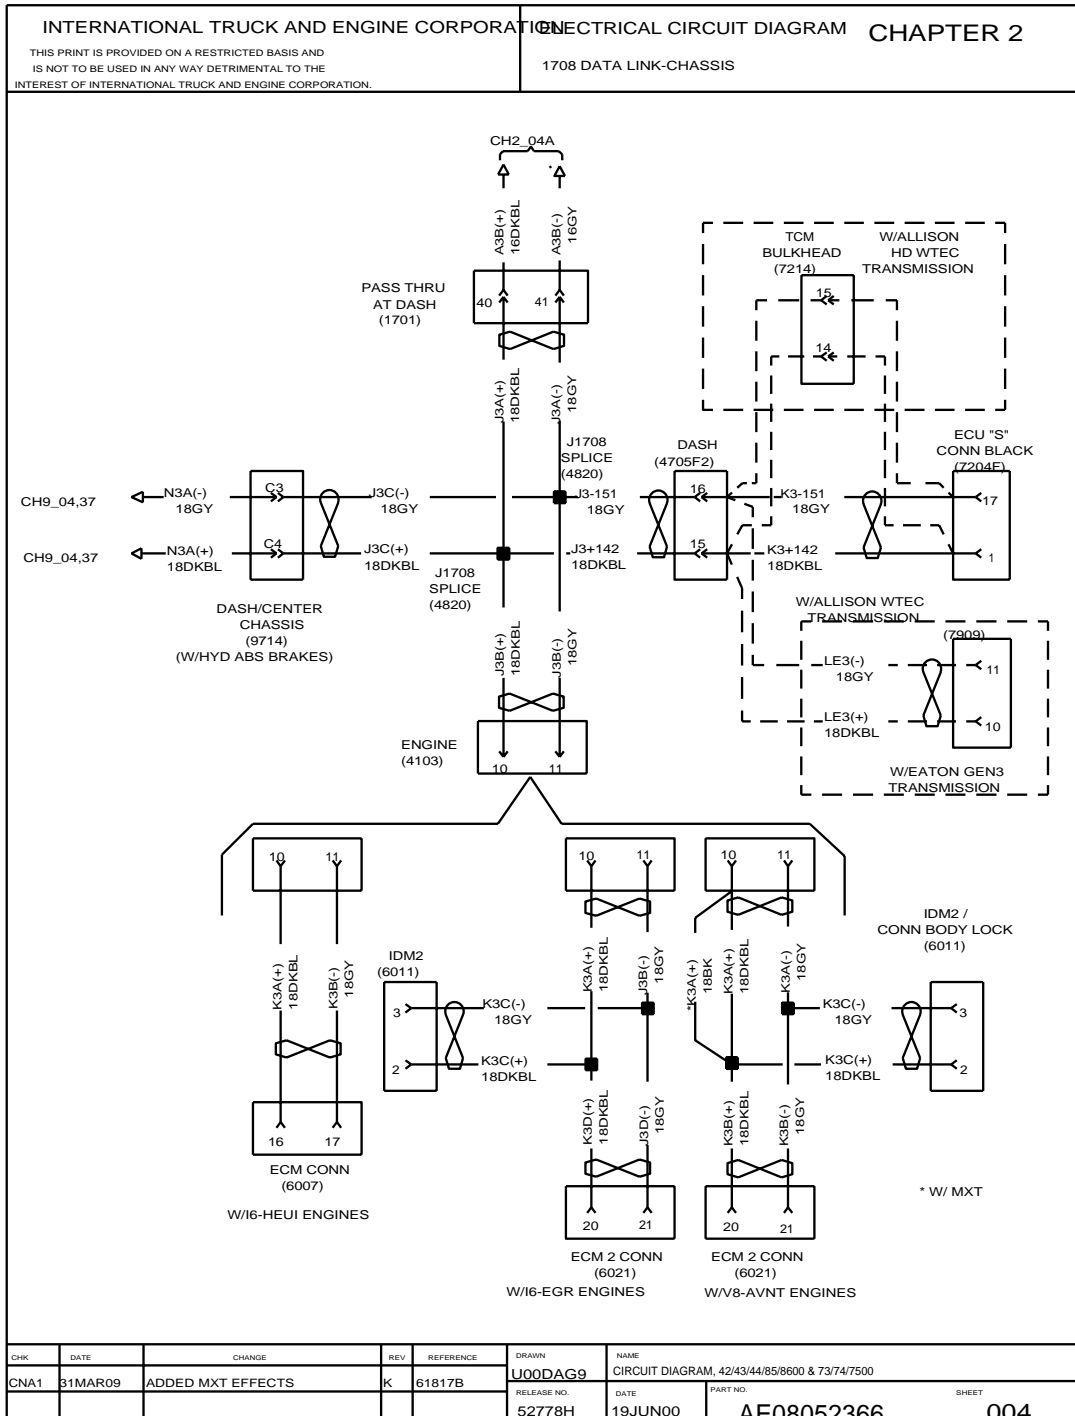 INTERNATIONAL TRUCK AND ENGINE CORPORATION
ELECTRICAL CIRCUIT DIAGRAM
CHAPTER 2
THIS PRINT IS PROVIDED ON A RESTRICTED BASIS AND
IS NOT TO BE USED IN ANY WAY DETRIMENTAL TO THE
INTEREST OF INTERNATIONAL TRUCK AND ENGINE CORPORATION.
1708 DATA LINK-CHASSIS
CH2_04A
A3B(+)
16DKBL
A3B(-)
16GY
PASS THRU
AT DASH
(1701)
40
41
J3A(+)
18DKBL
J3A(-)
18GY
TCM
BULKHEAD
(7214)
W/ALLISON
HD WTEC
TRANSMISSION
15
14
J1708
SPLICE
(4820)
DASH
(4705F2)
ECU "S"
CONN BLACK
(7204F)
CH9_04,37
N3A(-)
18GY
C3
J3C(-)
18GY
J3-151
18GY
16
K3-151
18GY
17
CH9_04,37
N3A(+)
18DKBL
C4
J3C(+)
18DKBL
J3+142
18DKBL
15
K3+142
18DKBL
1
J1708
SPLICE
(4820)
DASH/CENTER
CHASSIS
(9714)
(W/HYD ABS BRAKES)
J3B(+)
18DKBL
J3B(-)
18GY
W/ALLISON WTEC
TRANSMISSION
(7909)
LE3(-)
18GY
11
LE3(+)
18DKBL
10
W/EATON GEN3
TRANSMISSION
ENGINE
(4103)
10
11
10
11
10
11
10
11
K3A(+)
18DKBL
K3B(-)
18GY
IDM2
(6011)
3
K3C(-)
18GY
2
K3C(+)
18DKBL
K3A(+)
18DKBL
J3B(-)
18GY
*K3A(+)
18BK
K3A(+)
18DKBL
K3A(-)
18GY
IDM2 /
CONN BODY LOCK
(6011)
K3C(-)
18GY
3
K3C(+)
18DKBL
2
K3D(+)
18DKBL
J3D(-)
18GY
K3B(+)
18DKBL
K3B(-)
18GY
16
17
ECM CONN
(6007)
W/I6-HEUI ENGINES
20
21
ECM 2 CONN
(6021)
W/I6-EGR ENGINES
20
21
ECM 2 CONN
(6021)
W/V8-AVNT ENGINES
* W/ MXT
CHK
DATE
CHANGE
REV
REFERENCE
DRAWN
NAME
CNA1
31MAR09
ADDED MXT EFFECTS
K
61817B
U00DAG9
CIRCUIT DIAGRAM, 42/43/44/85/8600 & 73/74/7500
RELEASE NO.
DATE
PART NO.
SHEET
52778H
19JUN00
AE08052366
004